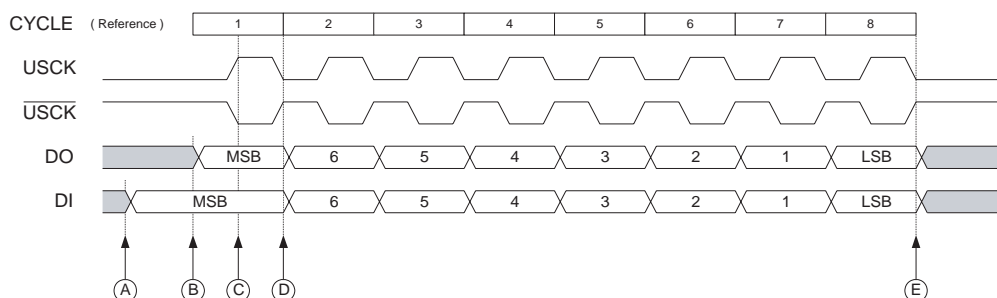 CYCLE ( Reference ) 1 2 3 4 5 6 7 8
USCK
USCK
DO MSB 6 5 4 3 2 1 LSB
DI MSB 6 5 4 3 2 1 LSB
A B C D E